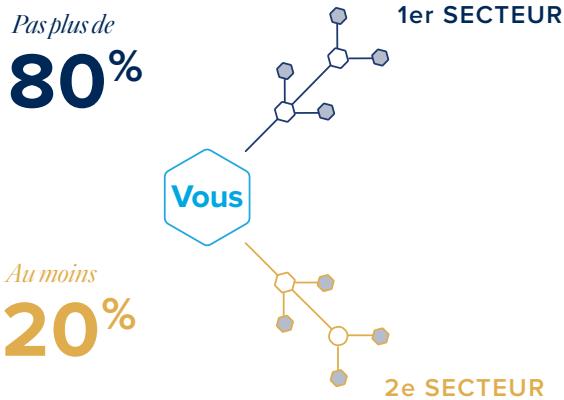 Pas plus de
80%
1er SECTEUR
Vous
Au moins
20%
2e SECTEUR